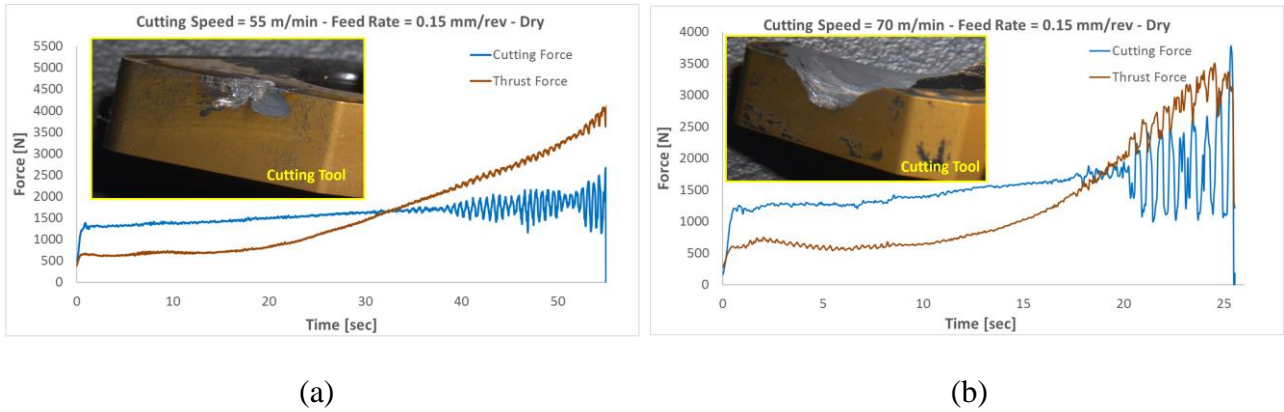 Cutting Speed = 55 m/min - Feed Rate = 0.15 mm/rev - Dry
Force [N]
5500
5000
4500
4000
3500
3000
2500
2000
1500
1000
500
0
Cutting Force
Thrust Force
Cutting Tool
0 10 20 30 40 50
Time [sec]
(a)
Cutting Speed = 70 m/min - Feed Rate = 0.15 mm/rev - Dry
Force [N]
4000
3500
3000
2500
2000
1500
1000
500
0
Cutting Force
Thrust Force
Cutting Tool
0 5 10 15 20 25
Time [sec]
(b)